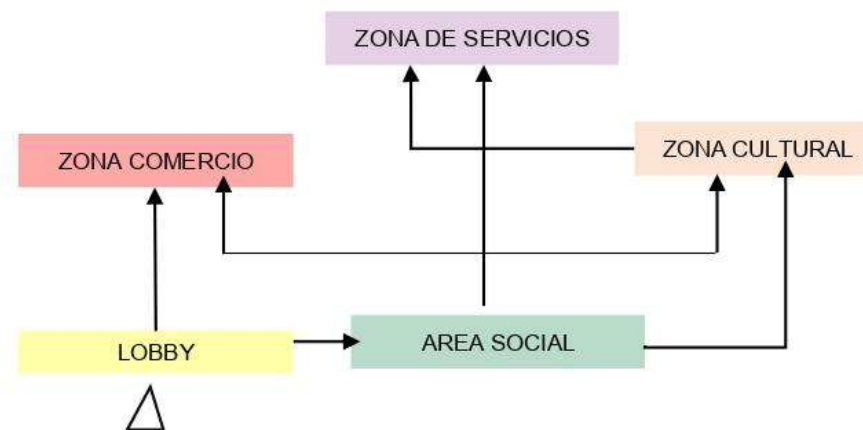 ZONA DE SERVICIOS
ZONA COMERCIO
ZONA CULTURAL
LOBBY
AREA SOCIAL